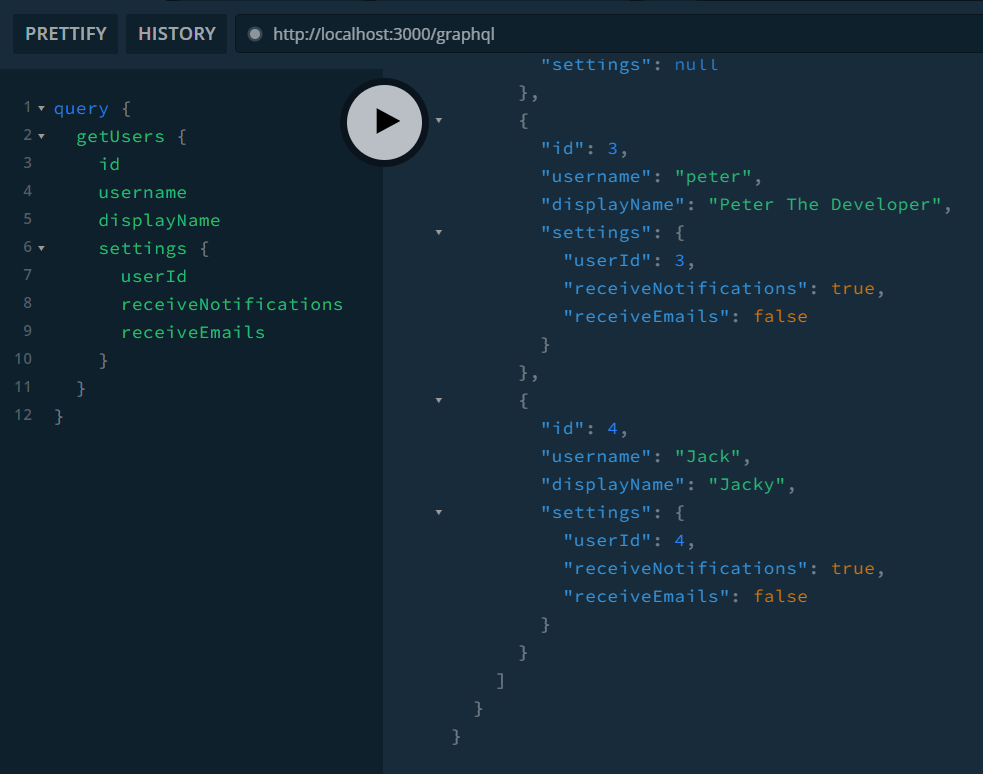 PRETTIFY HISTORY http://localhost:3000/graphql
1 query {
2 getUsers {
3 id
4 username
5 displayName
6 settings {
7 userId
8 receiveNotifications
9 receiveEmails
10 }
11 }
12 }
"settings": null
},
{
"id": 3,
"username": "peter",
"displayName": "Peter The Developer",
"settings": {
"userId": 3,
"receiveNotifications": true,
"receiveEmails": false
}
},
{
"id": 4,
"username": "Jack",
"displayName": "Jacky",
"settings": {
"userId": 4,
"receiveNotifications": true,
"receiveEmails": false
}
}
]
}
}